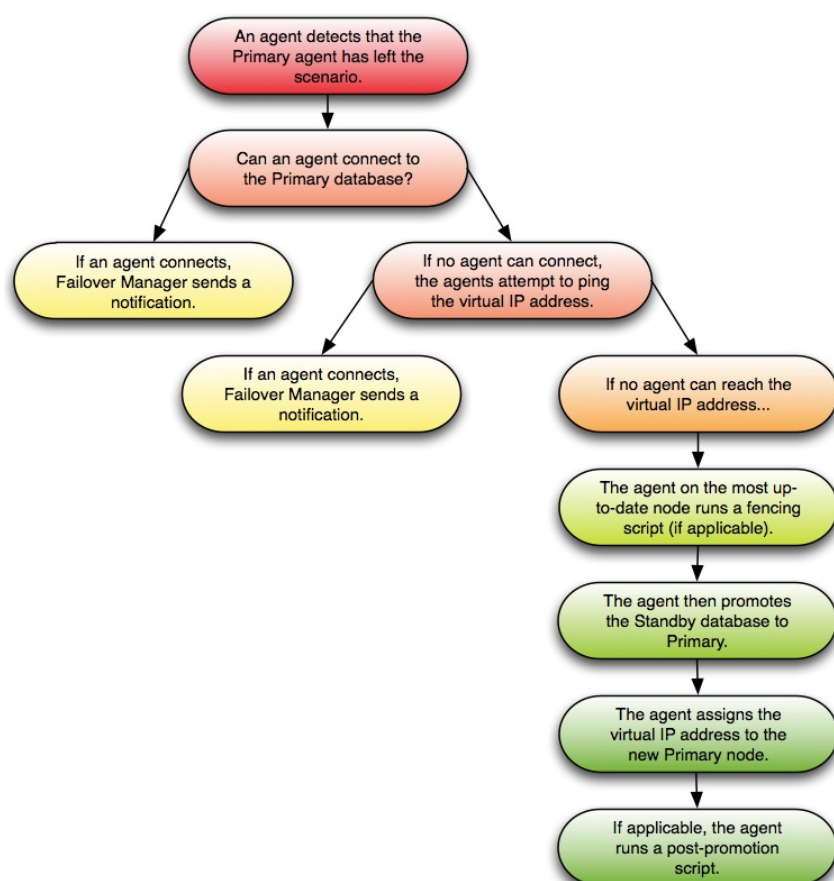 An agent detects that the
Primary agent has left the
scenario.
Can an agent connect to
the Primary database?
If an agent connects,
Failover Manager sends a
notification.
If no agent can connect,
the agents attempt to ping
the virtual IP address.
If an agent connects,
Failover Manager sends a
notification.
If no agent can reach the
virtual IP address...
The agent on the most up-
to-date node runs a fencing
script (if applicable).
The agent then promotes
the Standby database to
Primary.
The agent assigns the
virtual IP address to the
new Primary node.
If applicable, the agent
runs a post-promotion
script.